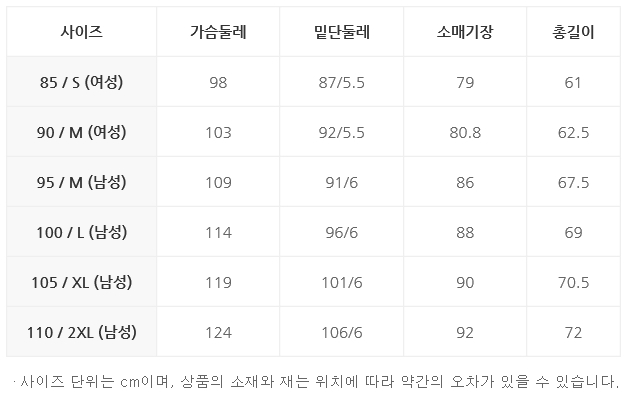 사이즈 가슴둘레 밑단둘레 소매기장 총길이
85 / S (여성) 98 87/5.5 79 61
90 / M (여성) 103 92/5.5 80.8 62.5
95 / M (남성) 109 91/6 86 67.5
100 / L (남성) 114 96/6 88 69
105 / XL (남성) 119 101/6 90 70.5
110 / 2XL (남성) 124 106/6 92 72
· 사이즈 단위는 cm이며, 상품의 소재와 재는 위치에 따라 약간의 오차가 있을 수 있습니다.